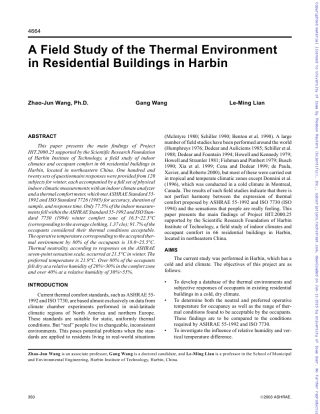 4664
A Field Study of the Thermal Environment
in Residential Buildings in Harbin
Zhao-Jun Wang, Ph.D.
Gang Wang
Le-Ming Lian
ABSTRACT
This paper presents the main findings of Project
HIT.2000.25 supported by the Scientific Research Foundation
of Harbin Institute of Technology, a field study of indoor
climates and occupant comfort in 66 residential buildings in
Harbin, located in northeastern China. One hundred and
twenty sets of questionnaire responses were provided from 120
subjects for winter, each accompanied by a full set of physical
indoor climatic measurements with an indoor climate analyzer
and a thermal comfort meter, which met ASHRAE Standard 55-
1992 and ISO Standard 7726 (1985) for accuracy, duration of
sample, and response time. Only 77.5% of the indoor measure-
ments fell within the ASHRAE Standard 55-1992 and ISO Stan-
dard 7730 (1994) winter comfort zone of 18.5~22.5°C
(corresponding to the average clothing, 1.37 clo), 91.7% of the
occupants considered their thermal conditions acceptable.
The operative temperature corresponding to the accepted ther-
mal environment by 80% of the occupants is 18.0~25.5°C.
Thermal neutrality, according to responses on the ASHRAE
seven-point sensation scale, occurred at 21.5°C in winter. The
preferred temperature is 21.9°C. Over 50% of the occupants
felt dry at a relative humidity of 20%~30% in the comfort zone
and over 40% at a relative humidity of 30%~55%.
INTRODUCTION
Current thermal comfort standards, such as ASHRAE 55-
1992 and ISO 7730, are based almost exclusively on data from
climate chamber experiments performed in mid-latitude
climatic regions of North America and northern Europe.
These standards are suitable for static, uniformly thermal
conditions. But "real" people live in changeable, inconsistent
environments. This poses potential problems when the stan-
dards are applied to residents living in real-world situations
(McIntyre 1980; Schiller 1990; Benton et al. 1990). A large
number of field studies have been performed around the world
(Humphreys 1976; Dedear and Auliciems 1985; Schiller et al.
1988; Dedear and Fountain 1994; Howell and Kennedy 1979;
Howell and Stramler 1981; Fishman and Pimbert 1979; Busch
1990; Xia et al. 1999; Cena and Dedear 1999; de Paula,
Xavier, and Roberto 2000), but most of these were carried out
in tropical and temperate climatic zones except Donnini et al.
(1996), which was conducted in a cold climate in Montreal,
Canada. The results of such field studies indicate that there is
not perfect harmony between the expression of thermal
comfort proposed by ASHRAE 55-1992 and ISO 7730 (ISO
1994) and the sensations that people are really feeling. This
paper presents the main findings of Project HIT.2000.25,
supported by the Scientific Research Foundation of Harbin
Institute of Technology, a field study of indoor climates and
occupant comfort in 66 residential buildings in Harbin,
located in northeastern China.
AIMS
The current study was performed in Harbin, which has a
cold and arid climate. The objectives of this project are as
follows:
• To develop a database of the thermal environments and
subjective responses of occupants in existing residential
buildings in a cold, dry climate.
• To determine both the neutral and preferred operative
temperature for occupancy as well as the range of ther-
mal conditions found to be acceptable by the occupants.
These findings are to be compared to the conditions
required by ASHRAE 55-1992 and ISO 7730.
• To investigate the influence of relative humidity and ver-
tical temperature difference.
Zhao-Jun Wang is an associate professor, Gang Wang is a doctoral candidate, and Le-Ming Lian is a professor in the School of Municipal
and Environmental Engineering, Harbin Institute of Technology, Harbin, China.
350
©2003 ASHRAE.